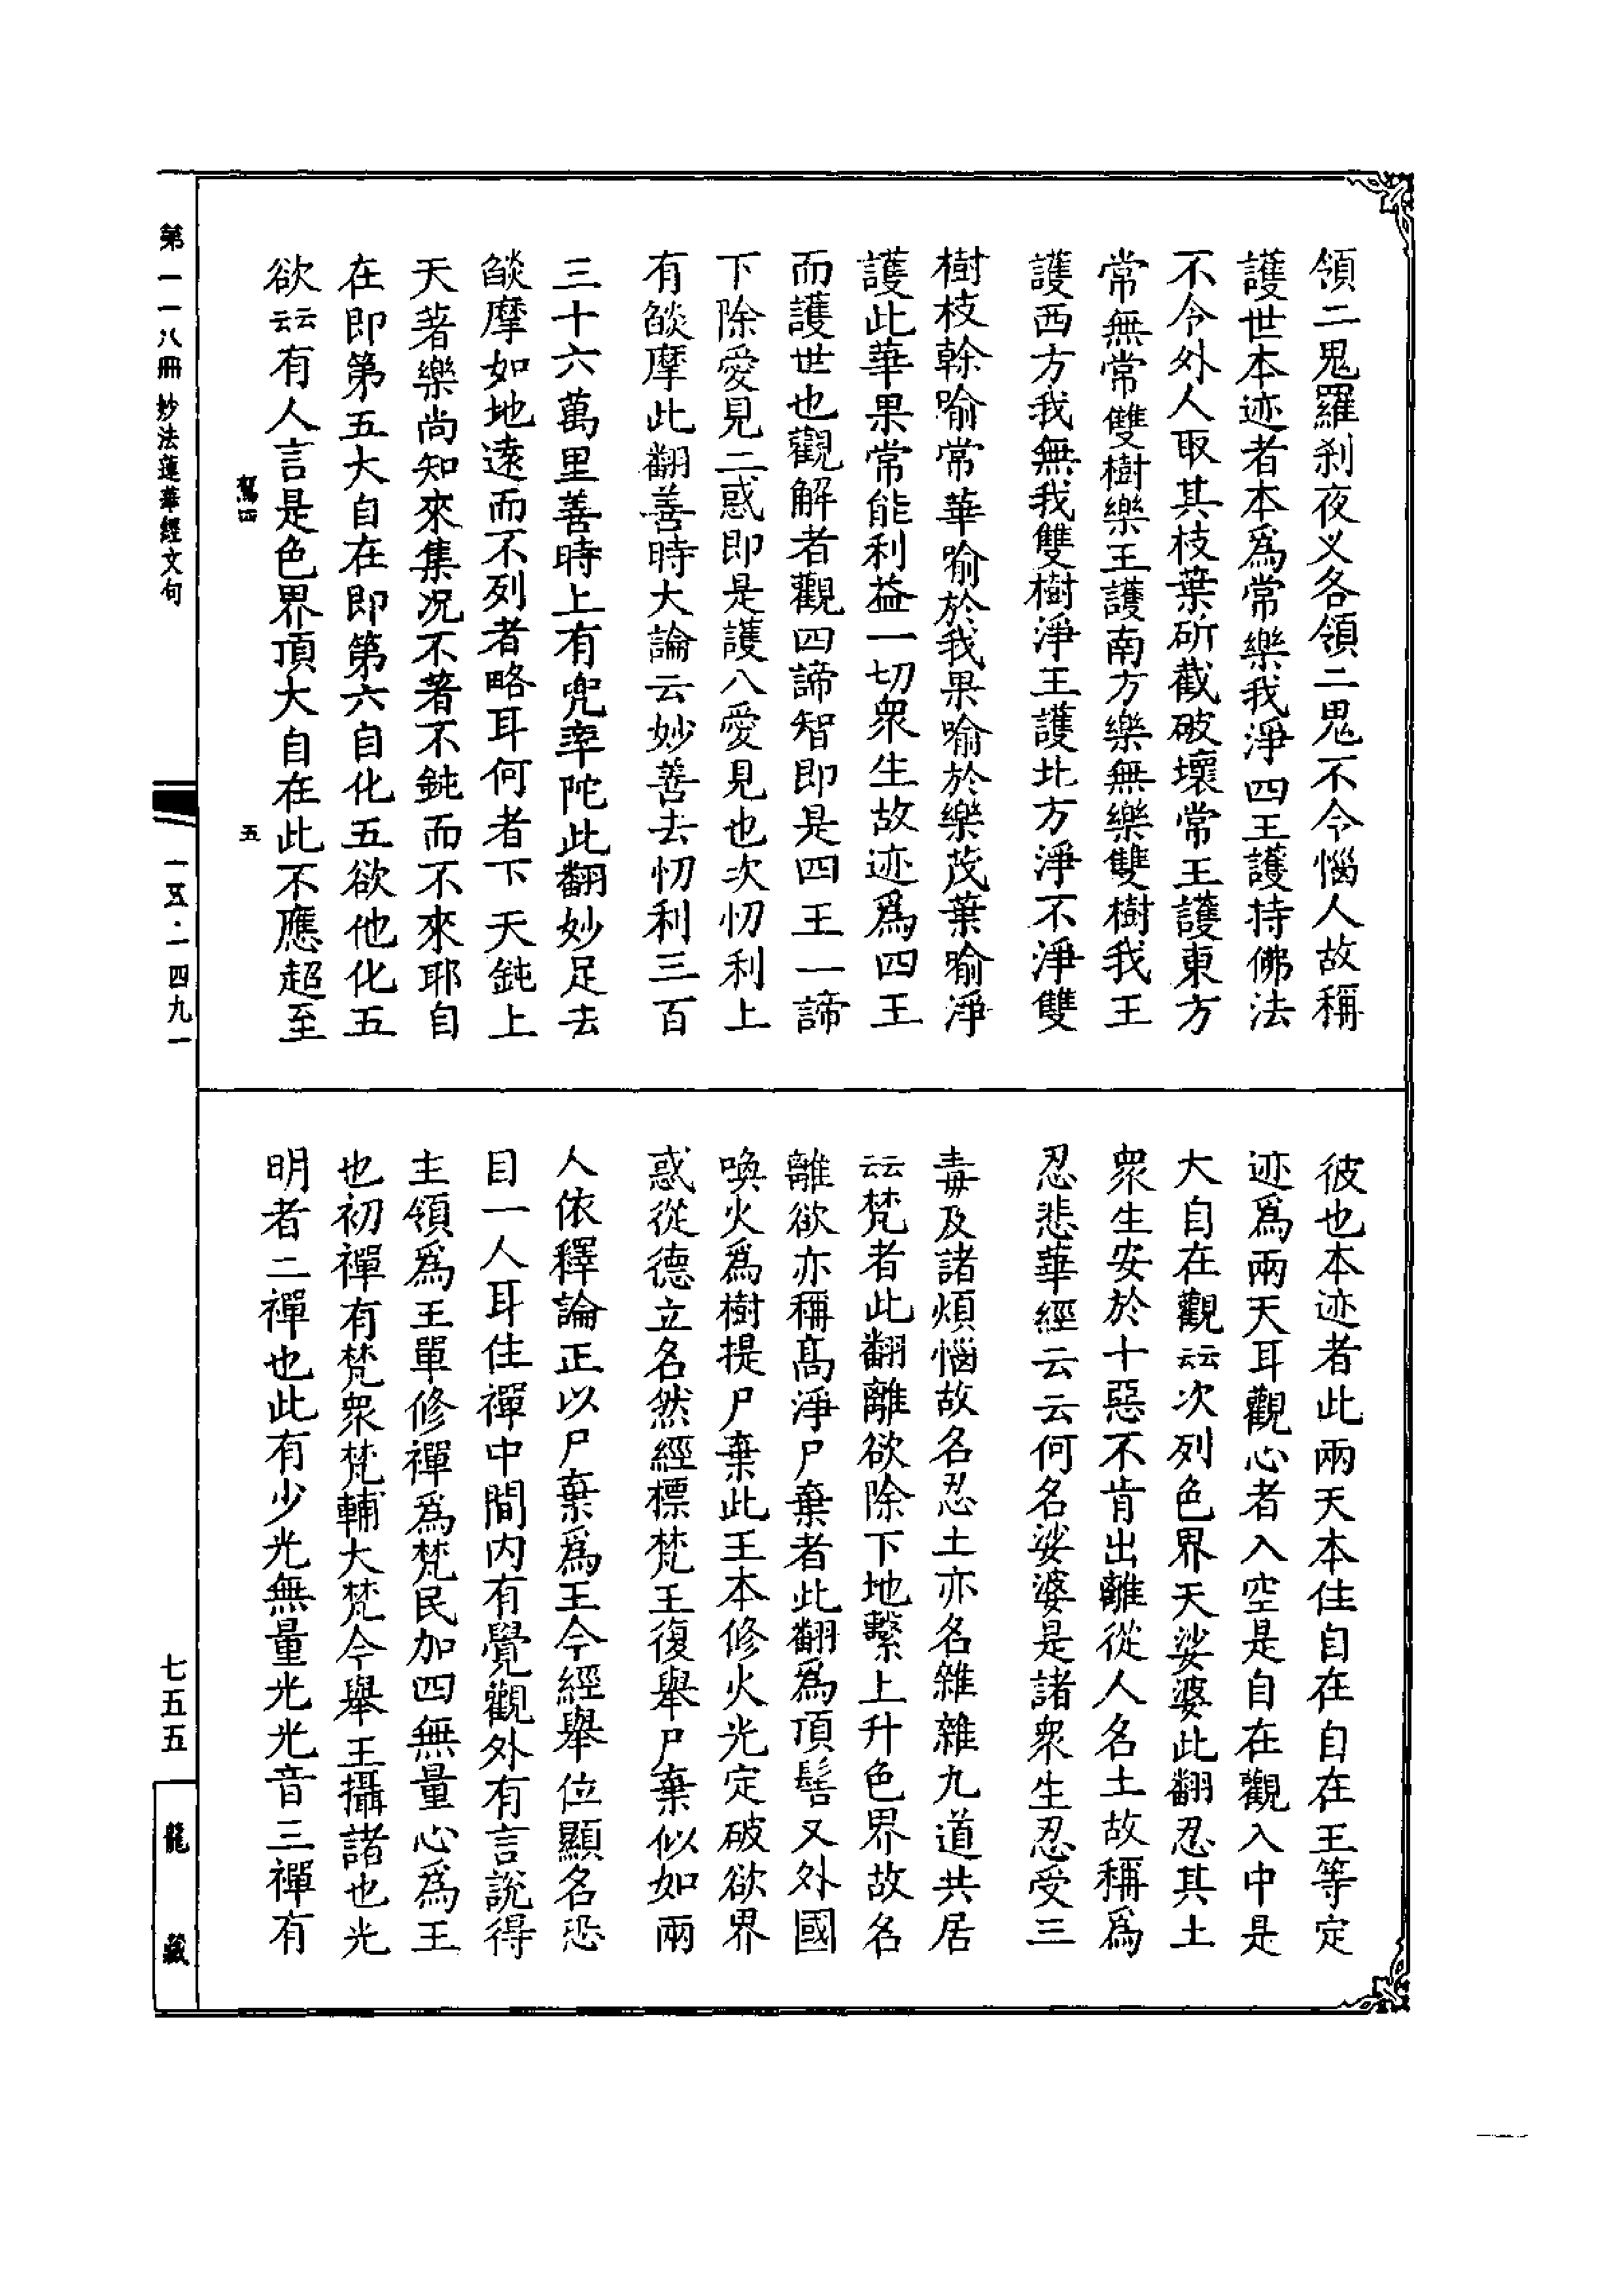 領二鬼羅剎夜义各領二鬼不令惱人故稱
護世本迹者本爲常樂我淨四王護持佛法
不令外人取其枝葉斫截破壞常王護東方
常無常雙樹樂王護南方樂無樂雙樹我王
護西方我無我雙樹淨王護北方淨不淨雙
樹枝榦喻常華喻於我果喻於樂茂葉喻淨
護此華果常能利益一切衆生故迹爲四王
而護世也觀解者觀四諦智即是四王一諦
下除愛見二惑即是護八愛見也次忉利上
有燄摩此翻善時大論云妙善去忉利三百
三十六萬里善時上有兜率陀此翻妙足去
燄摩如地遠而不列者略耳何者下天鈍上
天著樂尚知來集况不著不鈍而不來耶自
在即第五大自在即第六自化五欲他化五
欲云云有人言是色界頂大自在此不應超至
彼也本迹者此兩天本住自在自在王等定
迹爲兩天耳觀心者入空是自在觀入中是
大自在觀云云次列色界天娑婆此翻忍其土
衆生安於十惡不肯出離從人名土故稱爲
忍悲華經云云何名娑婆是諸衆生忍受三
毒及諸煩惱故名忍土亦名雜雜九道共居
云云梵者此翻離欲除下地繫上升色界故名
離欲亦稱高淨尸棄者此翻爲頂髻又外國
喚火爲樹提尸棄此王本修火光定破欲界
惑從德立名然經標梵王復舉尸棄似如兩
人依釋論正以尸棄爲王今經舉位顯名恐
目一人耳住禪中間内有覺觀外有言說得
主領爲王單修禪爲梵民加四無量心爲王
也初禪有梵衆梵輔大梵今舉王攝諸也光
明者二禪也此有少光無量光光音三禪有
駕四
五
第一一八冊 妙法蓮華經文句
一五·一四九一
七五五
龍藏